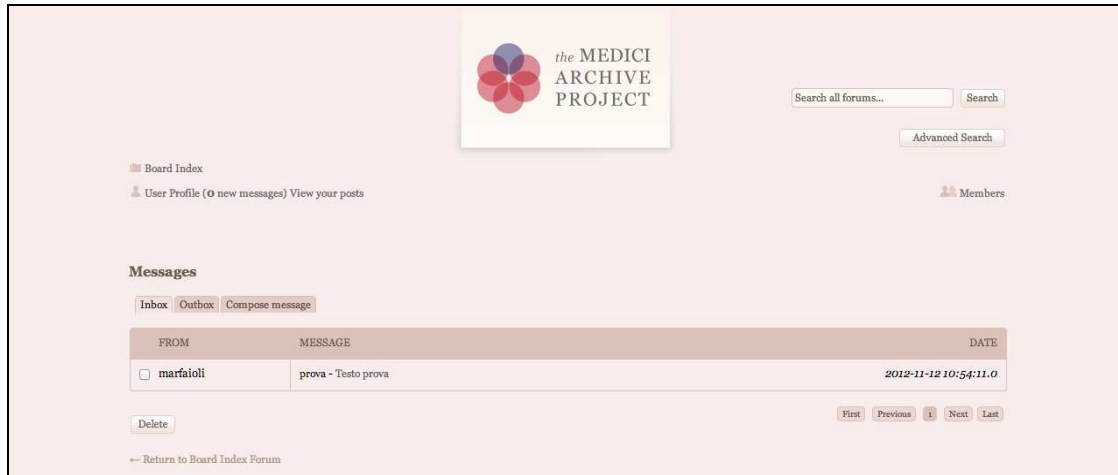 the MEDICI
ARCHIVE
PROJECT
Search all forums... Search
Advanced Search
Board Index
User Profile (0 new messages) View your posts Members
Messages
Inbox Outbox Compose message
FROM MESSAGE DATE
marfaioli prova - Testo prova 2012-11-12 10:54:11.0
First Previous 1 Next Last
Delete
← Return to Board Index Forum